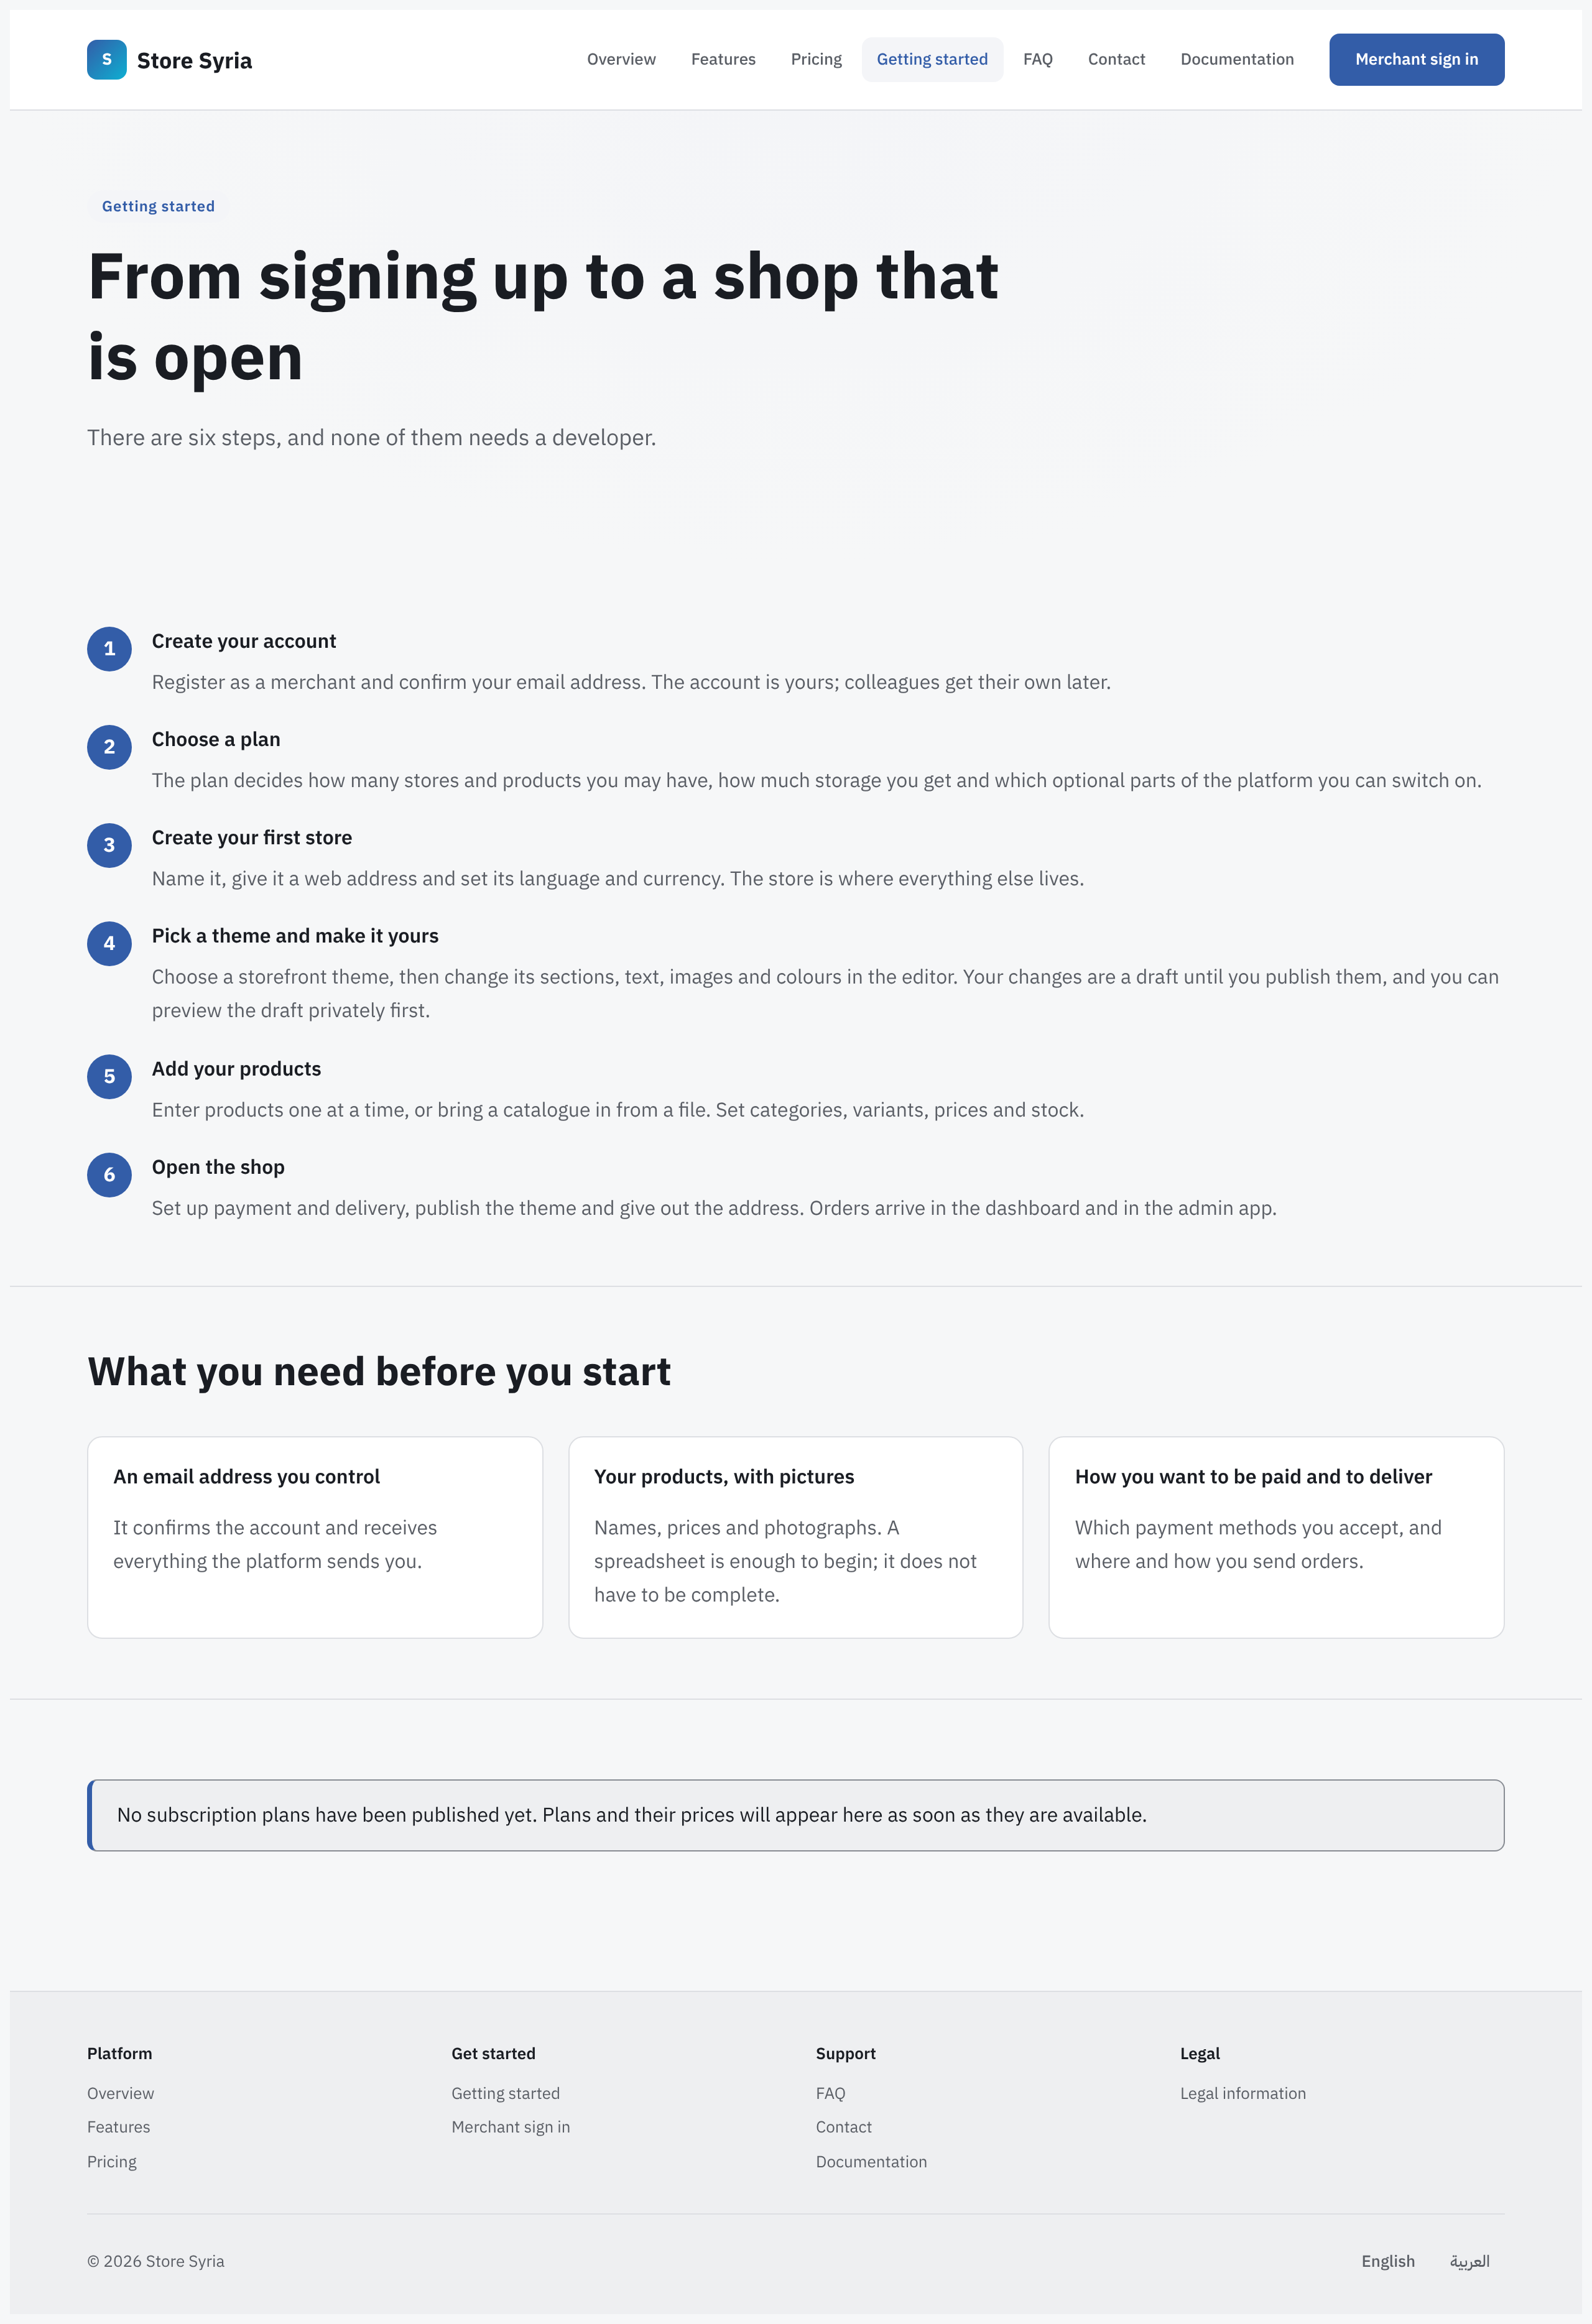 S
Store Syria
Overview
Features
Pricing
Getting started
FAQ
Contact
Documentation
Merchant sign in
Getting started
From signing up to a shop that
is open
There are six steps, and none of them needs a developer.
1
Create your account
Register as a merchant and confirm your email address. The account is yours; colleagues get their own later.
2
Choose a plan
The plan decides how many stores and products you may have, how much storage you get and which optional parts of the platform you can switch on.
3
Create your first store
Name it, give it a web address and set its language and currency. The store is where everything else lives.
4
Pick a theme and make it yours
Choose a storefront theme, then change its sections, text, images and colours in the editor. Your changes are a draft until you publish them, and you can
preview the draft privately first.
5
Add your products
Enter products one at a time, or bring a catalogue in from a file. Set categories, variants, prices and stock.
6
Open the shop
Set up payment and delivery, publish the theme and give out the address. Orders arrive in the dashboard and in the admin app.
What you need before you start
An email address you control
It confirms the account and receives
everything the platform sends you.
Your products, with pictures
Names, prices and photographs. A
spreadsheet is enough to begin; it does not
have to be complete.
How you want to be paid and to deliver
Which payment methods you accept, and
where and how you send orders.
No subscription plans have been published yet. Plans and their prices will appear here as soon as they are available.
Platform
Overview
Features
Pricing
Get started
Getting started
Merchant sign in
Support
FAQ
Contact
Documentation
Legal
Legal information
© 2026 Store Syria
English
العربية